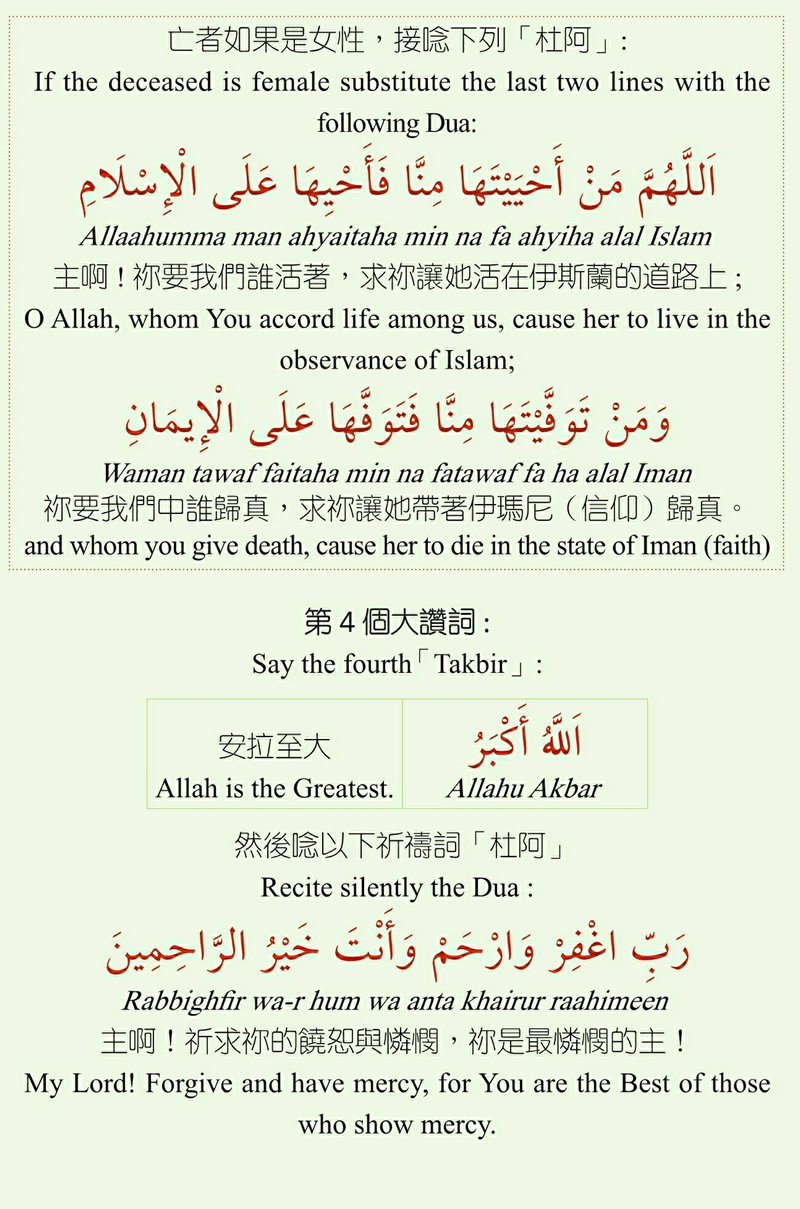 亡者如果是女性，接唸下列「杜阿」:
If the deceased is female substitute the last two lines with the
following Dua:
اَللَّهُمَّ مَنْ أَحْيَيْتَهَا مِنَّا فَأَحْيِهَا عَلَى الْإِسْلَامِ
Allaahumma man ahyaitaha min na fa ahyiha alal Islam
主啊！祢要我們誰活著，求祢讓她活在伊斯蘭的道路上；
O Allah, whom You accord life among us, cause her to live in the
observance of Islam;
وَمَنْ تَوَفَّيْتَهَا مِنَّا فَتَوَفَّهَا عَلَى الْإِيمَانِ
Waman tawaf faitaha min na fatawaf fa ha alal Iman
祢要我們中誰歸真，求祢讓她帶著伊瑪尼（信仰）歸真。
and whom you give death, cause her to die in the state of Iman (faith)
第 4 個大讚詞:
Say the fourth「Takbir」:
安拉至大
Allah is the Greatest.
اَللَّهُ أَكْبَرُ
Allahu Akbar
然後唸以下祈禱詞「杜阿」
Recite silently the Dua :
رَبِّ اغْفِرْ وَارْحَمْ وَأَنْتَ خَيْرُ الرَّاحِمِينَ
Rabbighfir wa-r hum wa anta khairur raahimeen
主啊！祈求祢的饒恕與憐憫，祢是最憐憫的主！
My Lord! Forgive and have mercy, for You are the Best of those
who show mercy.